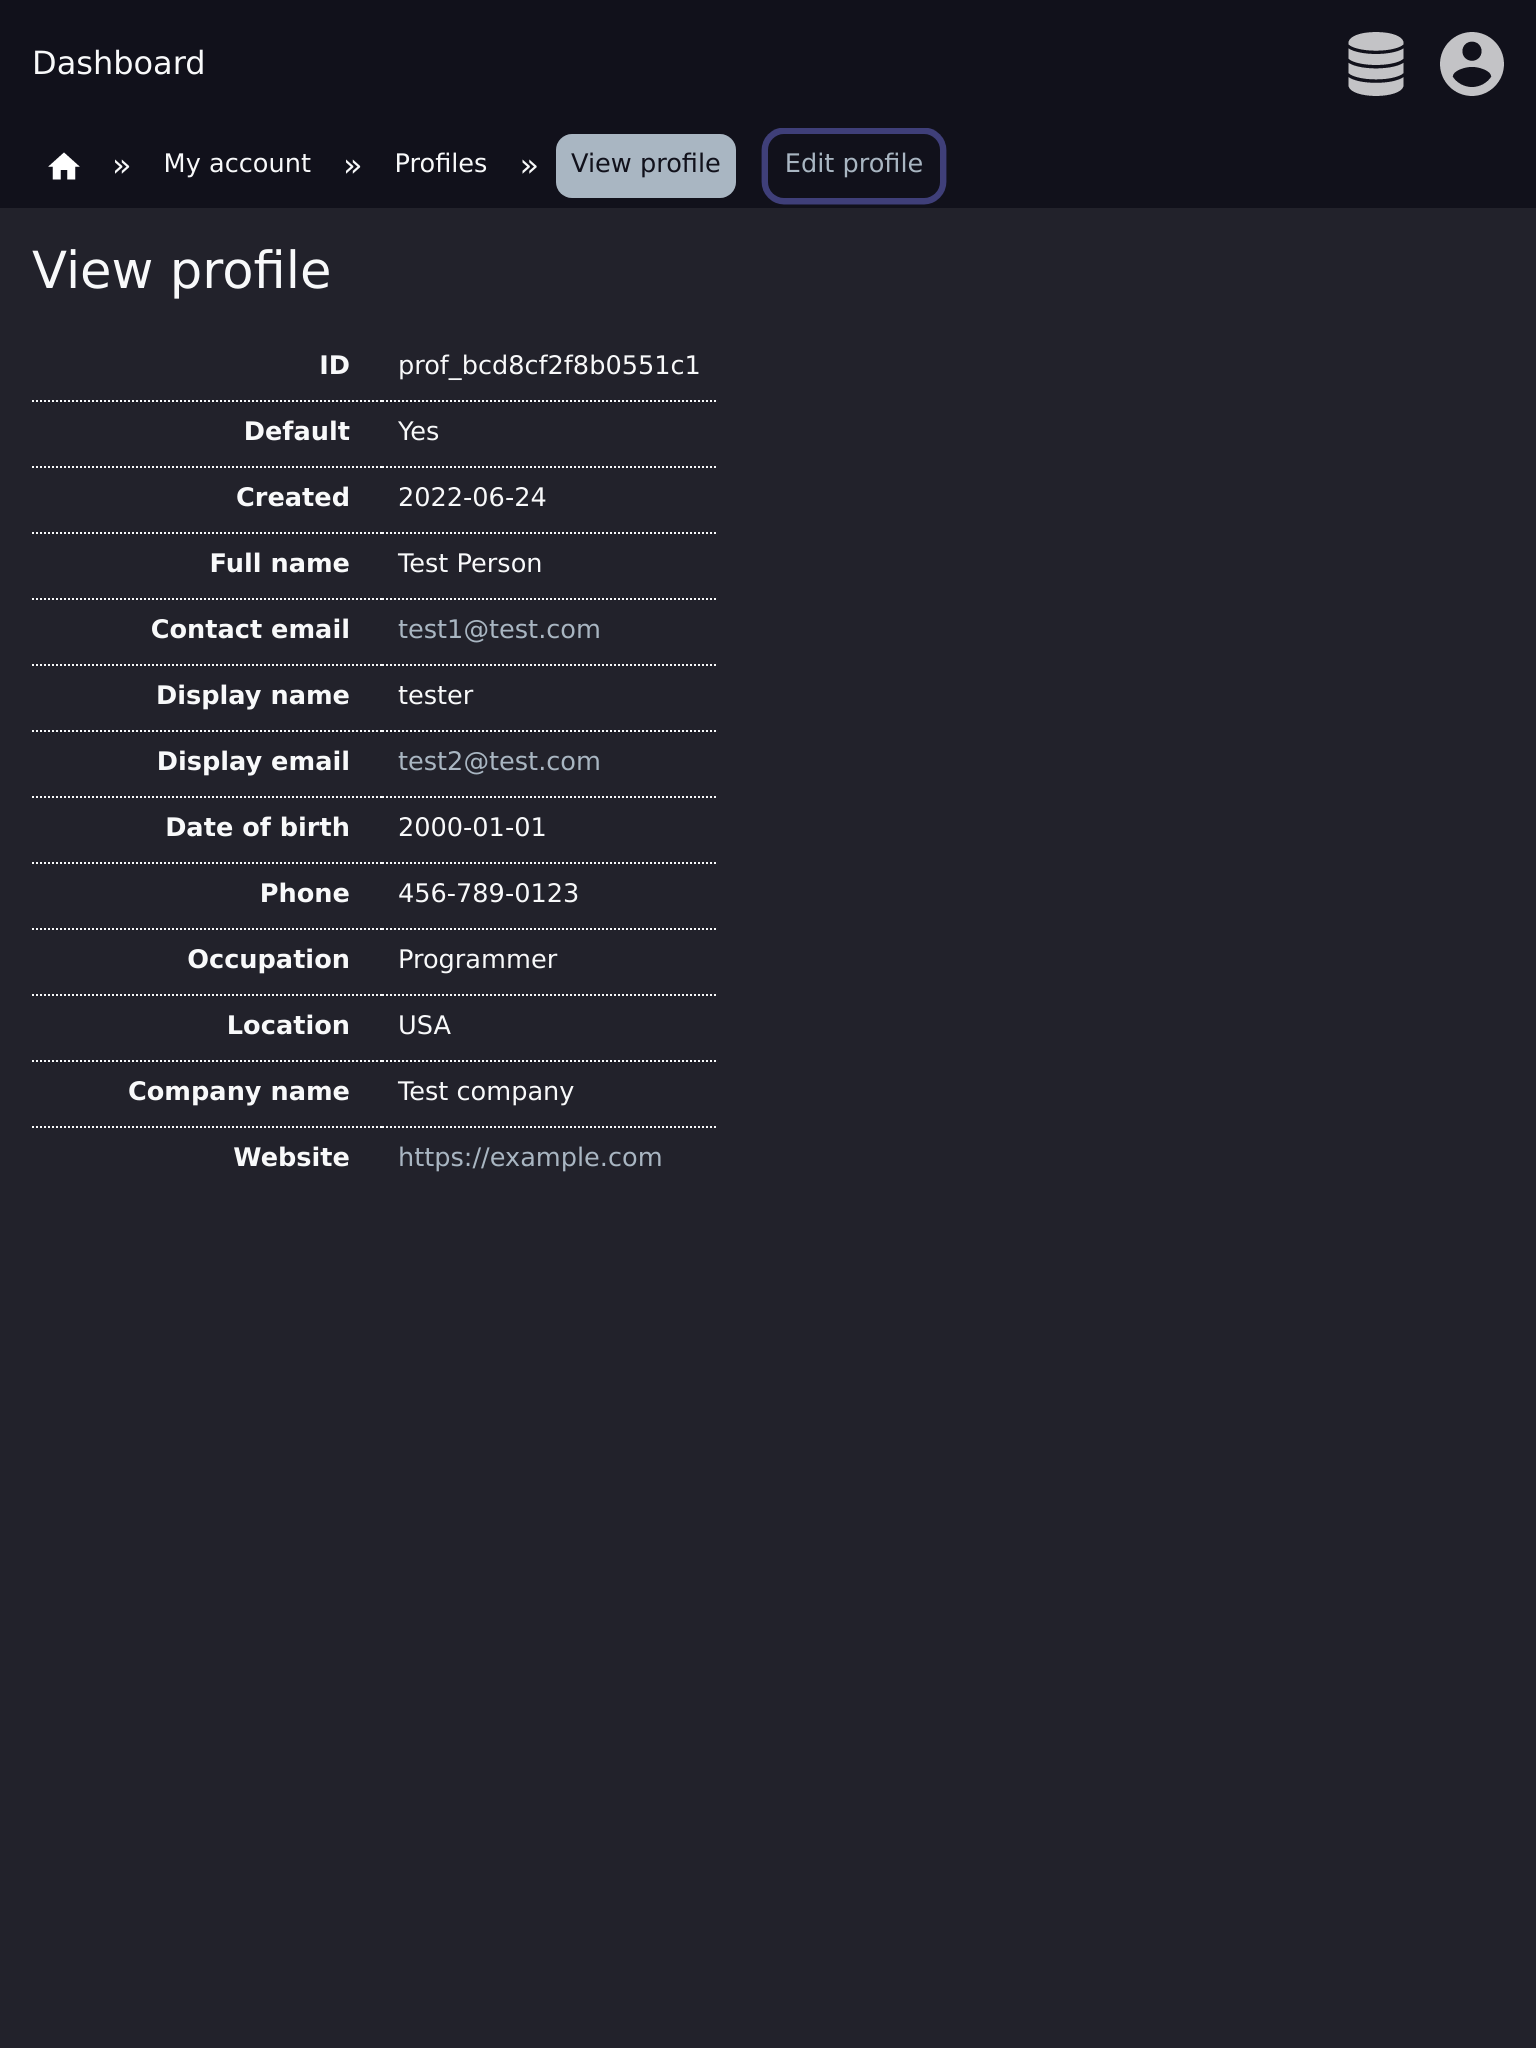 Dashboard
» My account » Profiles » View profile Edit profile
View profile
ID prof_bcd8cf2f8b0551c1
Default Yes
Created 2022-06-24
Full name Test Person
Contact email test1@test.com
Display name tester
Display email test2@test.com
Date of birth 2000-01-01
Phone 456-789-0123
Occupation Programmer
Location USA
Company name Test company
Website https://example.com